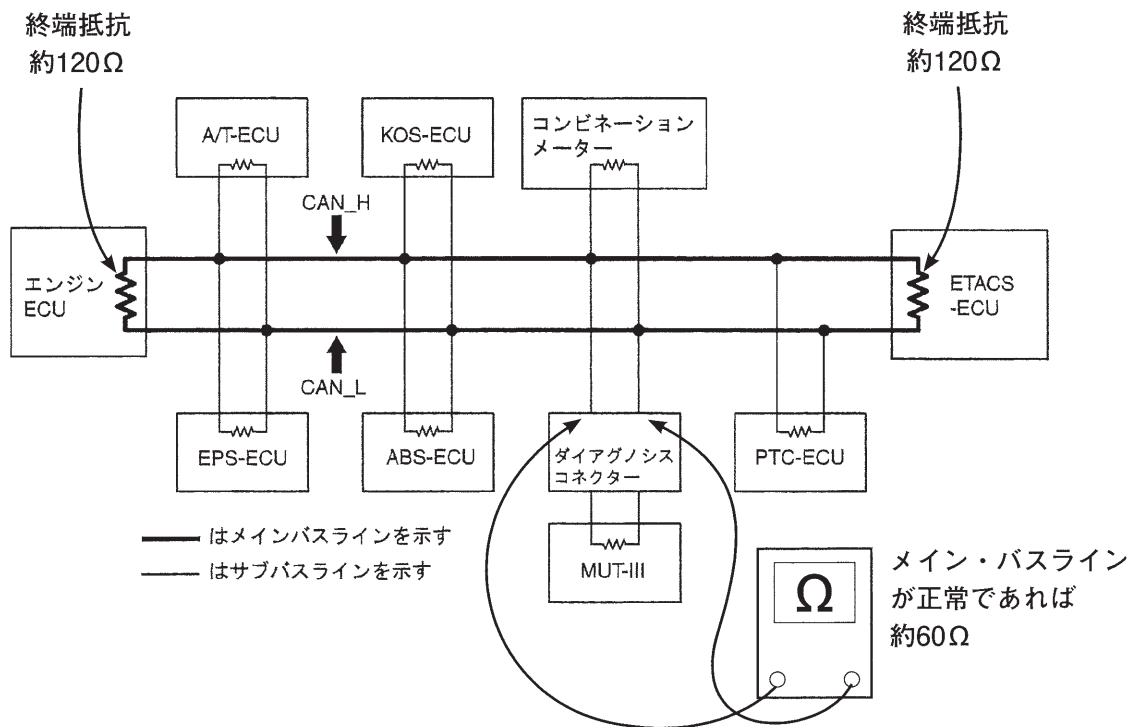 終端抵抗
約120Ω
終端抵抗
約120Ω
A/T-ECU
KOS-ECU
コンビネーション
メーター
CAN_H
エンジン
ECU
ETACS
-ECU
CAN_L
EPS-ECU
ABS-ECU
ダイアグノシス
コネクター
PTC-ECU
はメインバスラインを示す
はサブバスラインを示す
MUT-III
Ω
メイン・バスライン
が正常であれば
約60Ω